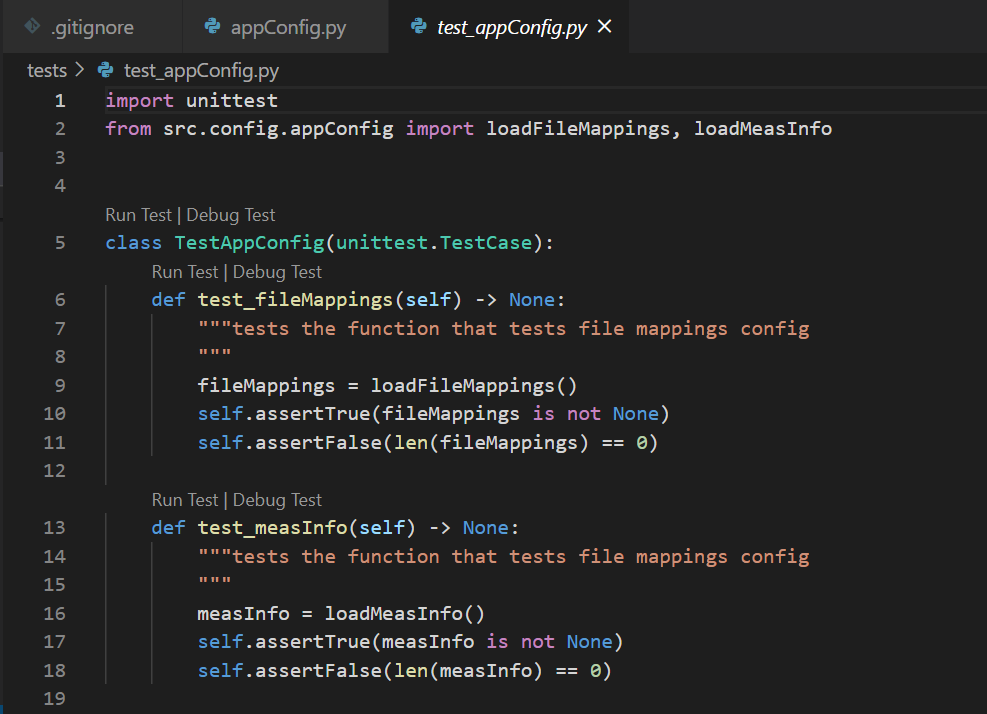 .gitignore appConfig.py test_appConfig.py ×
tests > test_appConfig.py
1 import unittest
2 from src.config.appConfig import loadFileMappings, loadMeasInfo
3
4
Run Test | Debug Test
5 class TestAppConfig(unittest.TestCase):
Run Test | Debug Test
6     def test_fileMappings(self) -> None:
7         """tests the function that tests file mappings config
8         """
9         fileMappings = loadFileMappings()
10         self.assertTrue(fileMappings is not None)
11         self.assertFalse(len(fileMappings) == 0)
12
Run Test | Debug Test
13     def test_measInfo(self) -> None:
14         """tests the function that tests file mappings config
15         """
16         measInfo = loadMeasInfo()
17         self.assertTrue(measInfo is not None)
18         self.assertFalse(len(measInfo) == 0)
19